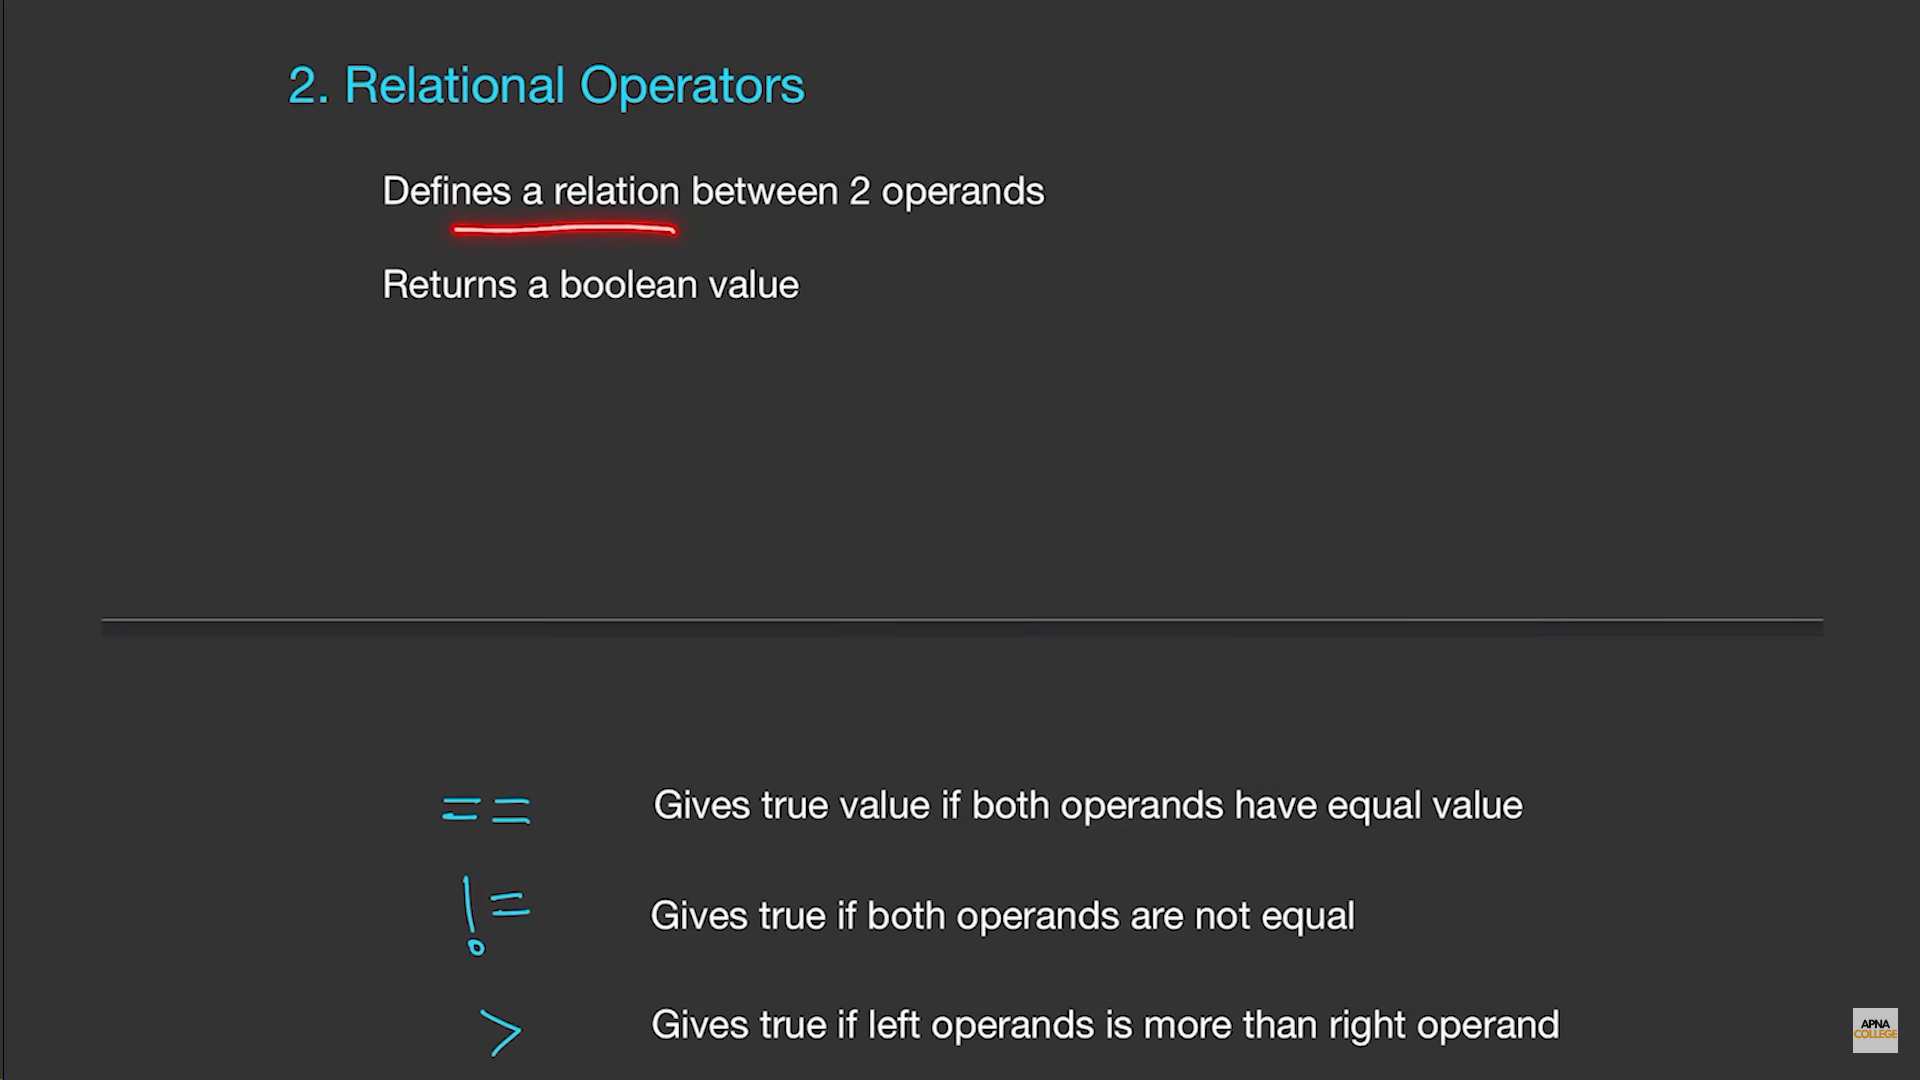 2. Relational Operators
Defines a relation between 2 operands
Returns a boolean value
== Gives true value if both operands have equal value
!= Gives true if both operands are not equal
> Gives true if left operands is more than right operand
APNA
COLLEGE